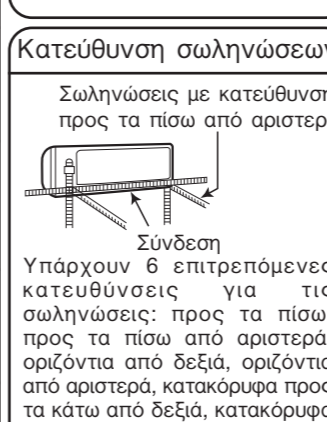 Κατεύθυνση σωληνώσεων
Σωληνώσεις με κατεύθυνση
προς τα πίσω από αριστερ
Σύνδεση
Υπάρχουν 6 επιτρεπόμενες
κατευθύνσεις για τις
σωληνώσεις: προς τα πίσω
προς τα πίσω από αριστερά
οριζόντια από δεξιά, οριζόντια
από αριστερά, κατακόρυφα προς
τα κάτω από δεξιά, κατακόρυφα